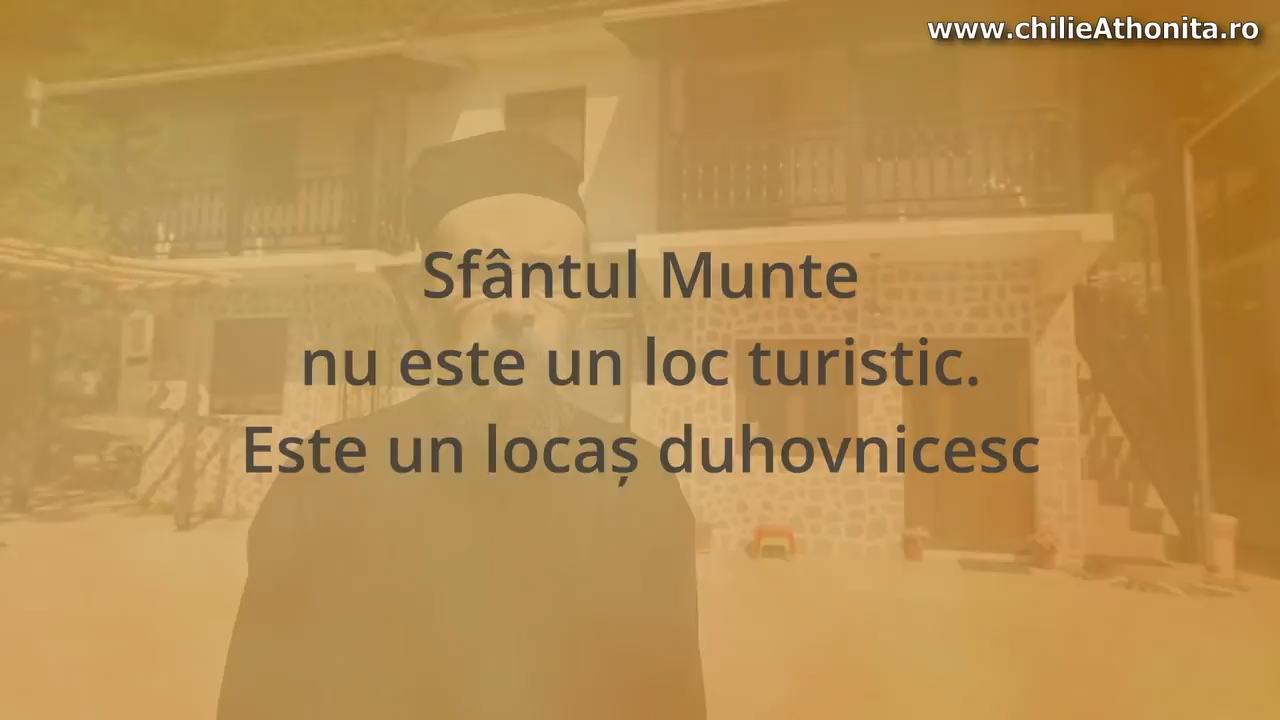 www.chilieAthonita.ro
Sfântul Munte
nu este un loc turistic.
Este un locaș duhovnicesc